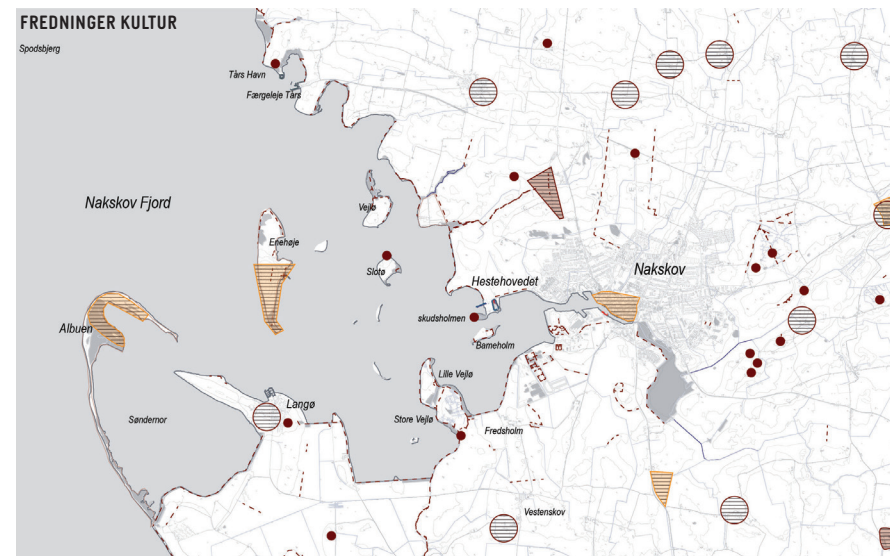 FREDNINGER KULTUR
Spodsbjerg
Tårs Havn
Færgeleje Tårs
Nakskov Fjord
Vejlø
Enehøje
Slotø
Hestehovedet
Nakskov
skudsholmen
Albuen
Barneholm
Lille Vejlø
Langø
Store Vejlø
Søndernor
Fredsholm
Vestenskov